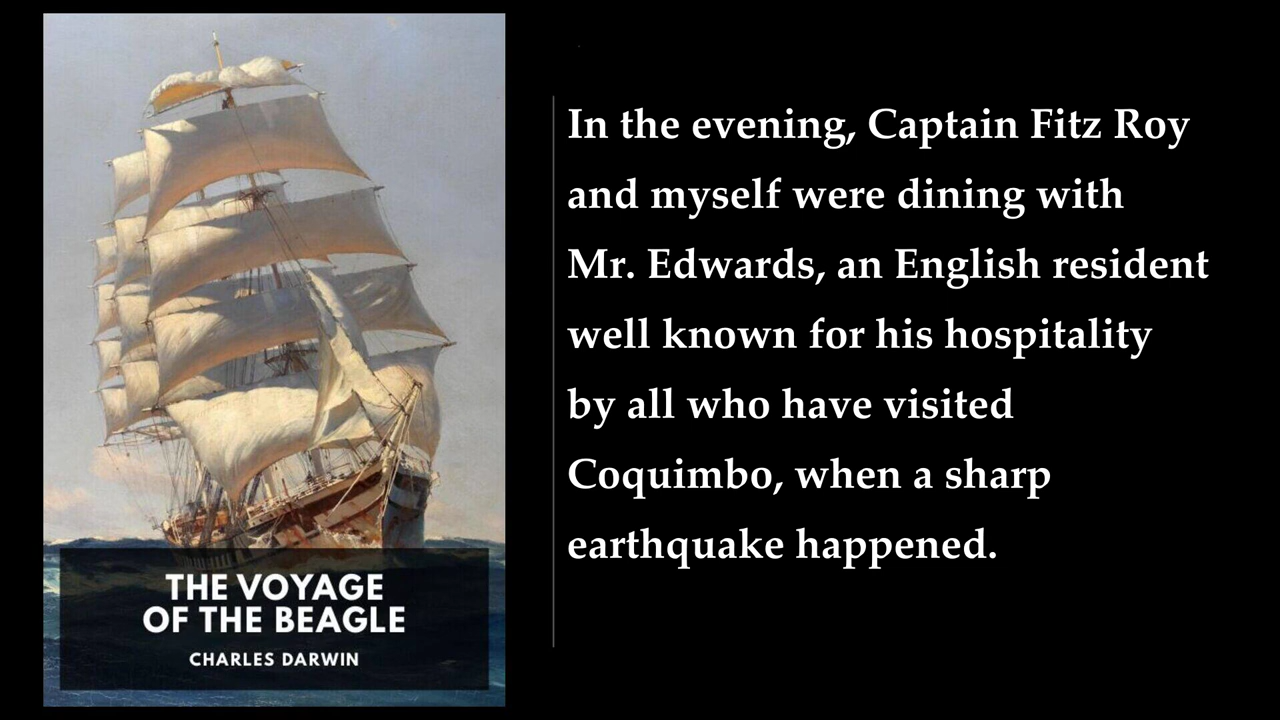 THE VOYAGE
OF THE BEAGLE
CHARLES DARWIN
In the evening, Captain Fitz Roy
and myself were dining with
Mr. Edwards, an English resident
well known for his hospitality
by all who have visited
Coquimbo, when a sharp
earthquake happened.